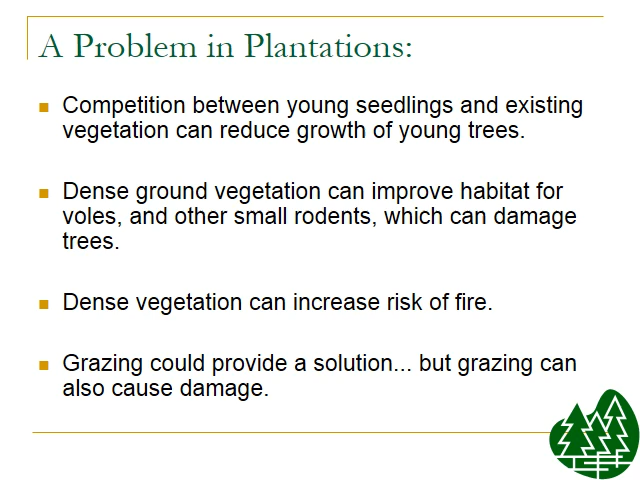 A Problem in Plantations:
Competition between young seedlings and existing
vegetation can reduce growth of young trees.
Dense ground vegetation can improve habitat for
voles, and other small rodents, which can damage
trees.
Dense vegetation can increase risk of fire.
Grazing could provide a solution... but grazing can
also cause damage.